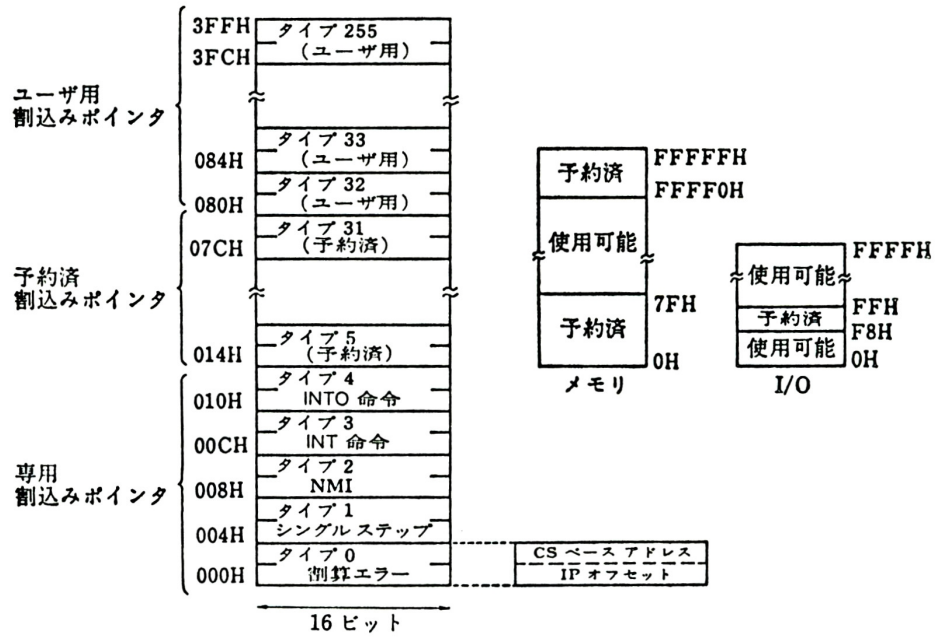 3FFH
タイプ 255
(ユーザ用)
3FCH
ユーザ用
割込みポインタ
タイプ 33
(ユーザ用)
084H
タイプ 32
(ユーザ用)
080H
タイプ 31
(予約済)
07CH
予約済
割込みポインタ
タイプ 5
(予約済)
014H
タイプ 4
INTO 命令
010H
タイプ 3
INT 命令
00CH
タイプ 2
NMI
008H
専用
割込みポインタ
タイプ 1
シングル ステップ
004H
タイプ 0
割算エラー
000H
16 ビット
CS ベース アドレス
IP オフセット
予約済
FFFFFH
FFFF0H
使用可能
7FH
予約済
0H
メモリ
FFFFH
使用可能
FFH
予約済
F8H
使用可能
0H
I/O